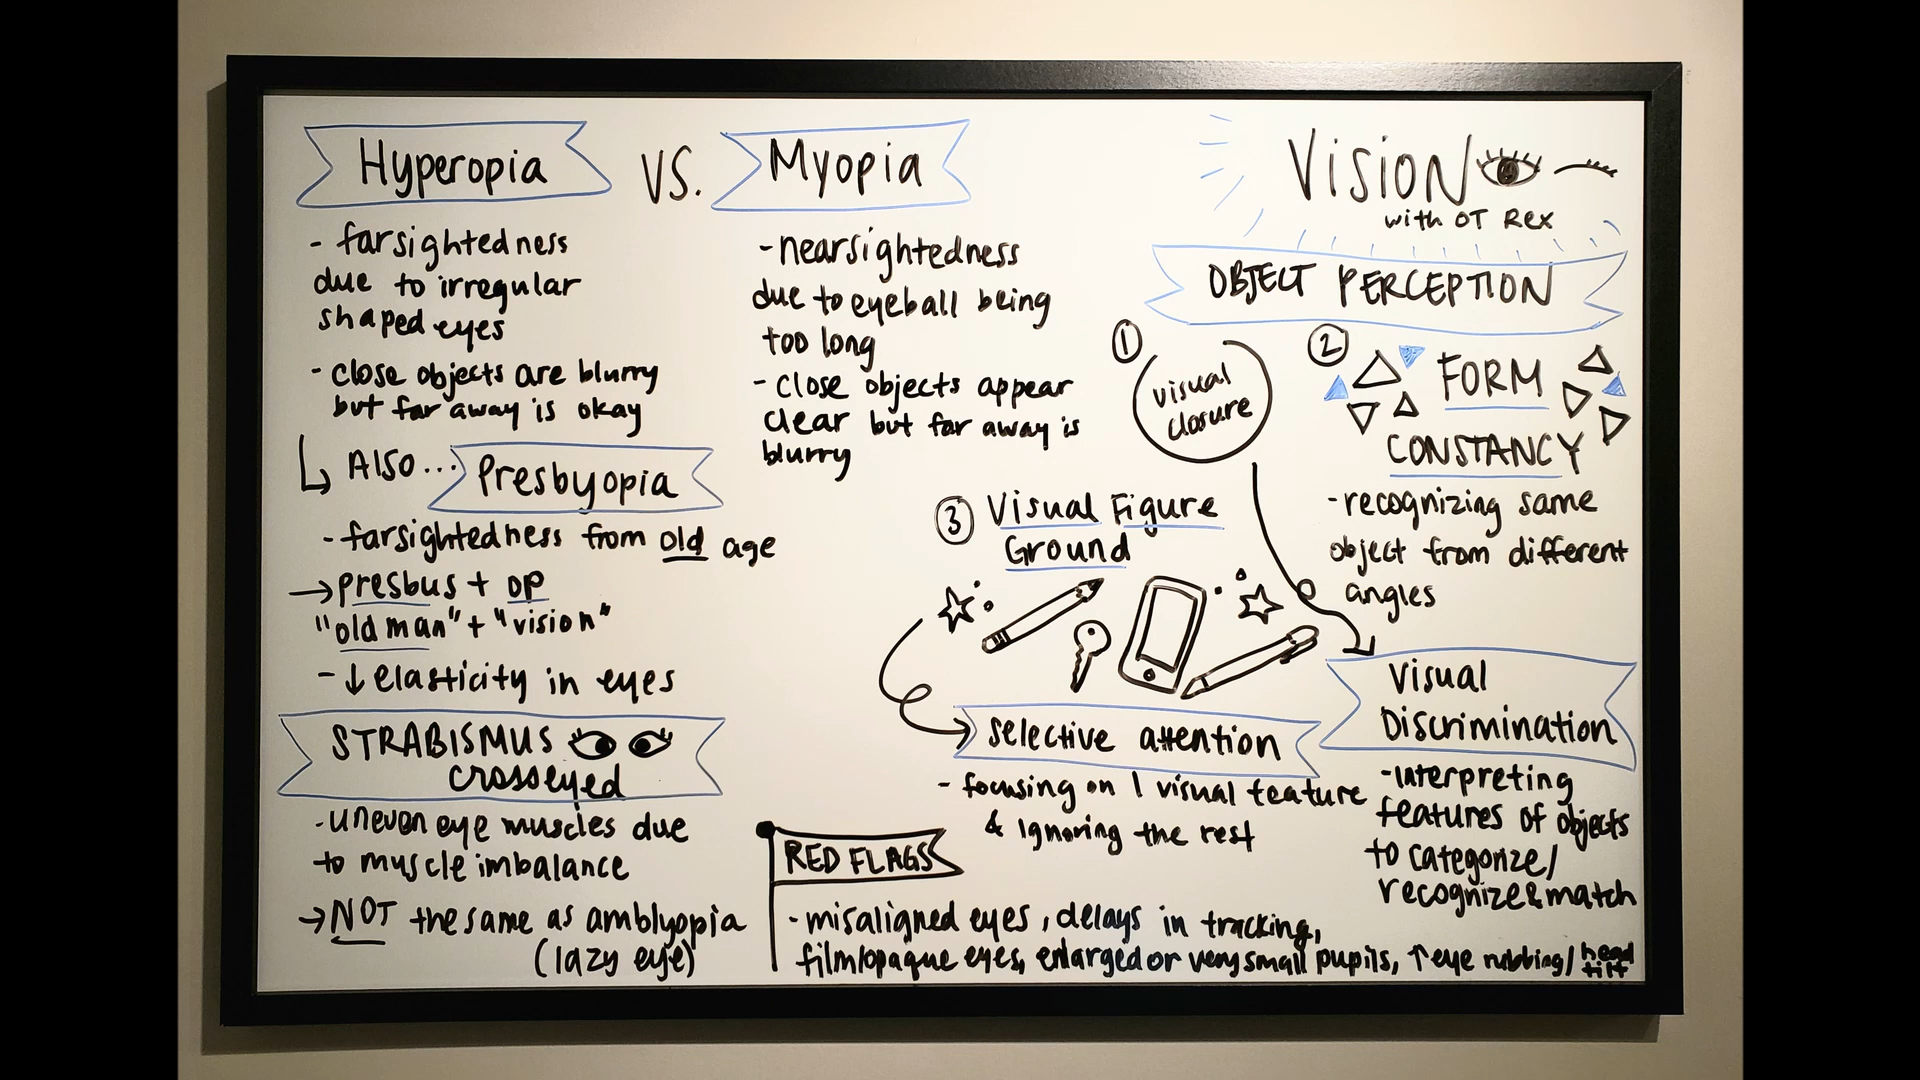 Hyperopia
VS.
Myopia
- farsightedness
due to irregular
shaped eyes
- close objects are blurry
but far away is okay
- nearsightedness
due to eyeball being
too long
- close objects appear
clear but far away is
blurry
Also... Presbyopia
- farsightedness from old age
→ presbus + op
"old man" + "vision"
- ↓ elasticity in eyes
STRABISMUS
crosseyed
- uneven eye muscles due
to muscle imbalance
→ NOT the same as amblyopia
(lazy eye)
VISION
with OT Rex
OBJECT PERCEPTION
1
visual
closure
2
FORM
CONSTANCY
- recognizing same
object from different
angles
3 Visual Figure
Ground
selective attention
- focusing on 1 visual feature
& ignoring the rest
Visual
Discrimination
- interpreting
features of objects
to categorize/
recognize & match
RED FLAGS
- misaligned eyes, delays in tracking,
film/opaque eyes, enlarged or very small pupils, ↑ eye rubbing/ head
tilt